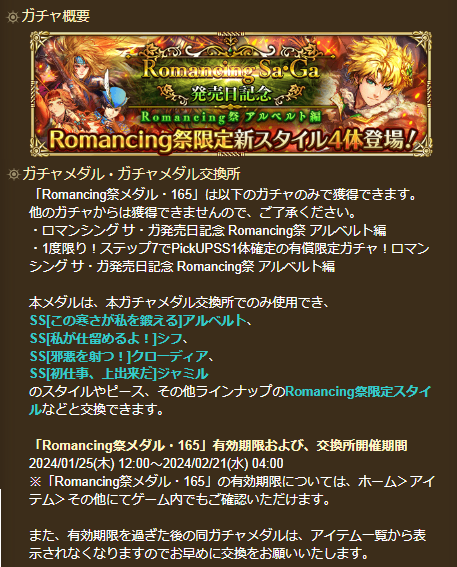 ガチャ概要
Romancing Sa・Ga
発売日記念
Romancing祭 アルベルト編
Romancing祭限定新スタイル4体登場！
ガチャメダル・ガチャメダル交換所
「Romancing祭メダル・165」は以下のガチャのみで獲得できます。
他のガチャからは獲得できませんので、ご了承ください。
・ロマンシング サ・ガ発売日記念 Romancing祭 アルベルト編
・1度限り！ステップ7でPickUPSS1体確定の有償限定ガチャ！ロマン
シング サ・ガ発売日記念 Romancing祭 アルベルト編
本メダルは、本ガチャメダル交換所でのみ使用でき、
SS[この寒さが私を鍛える]アルベルト、
SS[私が仕留めるよ！]シフ、
SS[邪悪を射つ！]クローディア、
SS[初仕事、上出来だ]ジャミル
のスタイルやピース、その他ラインナップのRomancing祭限定スタイ
ルなどと交換できます。
「Romancing祭メダル・165」有効期限および、交換所開催期間
2024/01/25(木) 12:00～2024/02/21(水) 04:00
※「Romancing祭メダル・165」の有効期限については、ホーム＞アイ
テム＞その他にてゲーム内でもご確認いただけます。
また、有効期限を過ぎた後の同ガチャメダルは、アイテム一覧から表
示されなくなりますのでお早めに交換をお願いいたします。